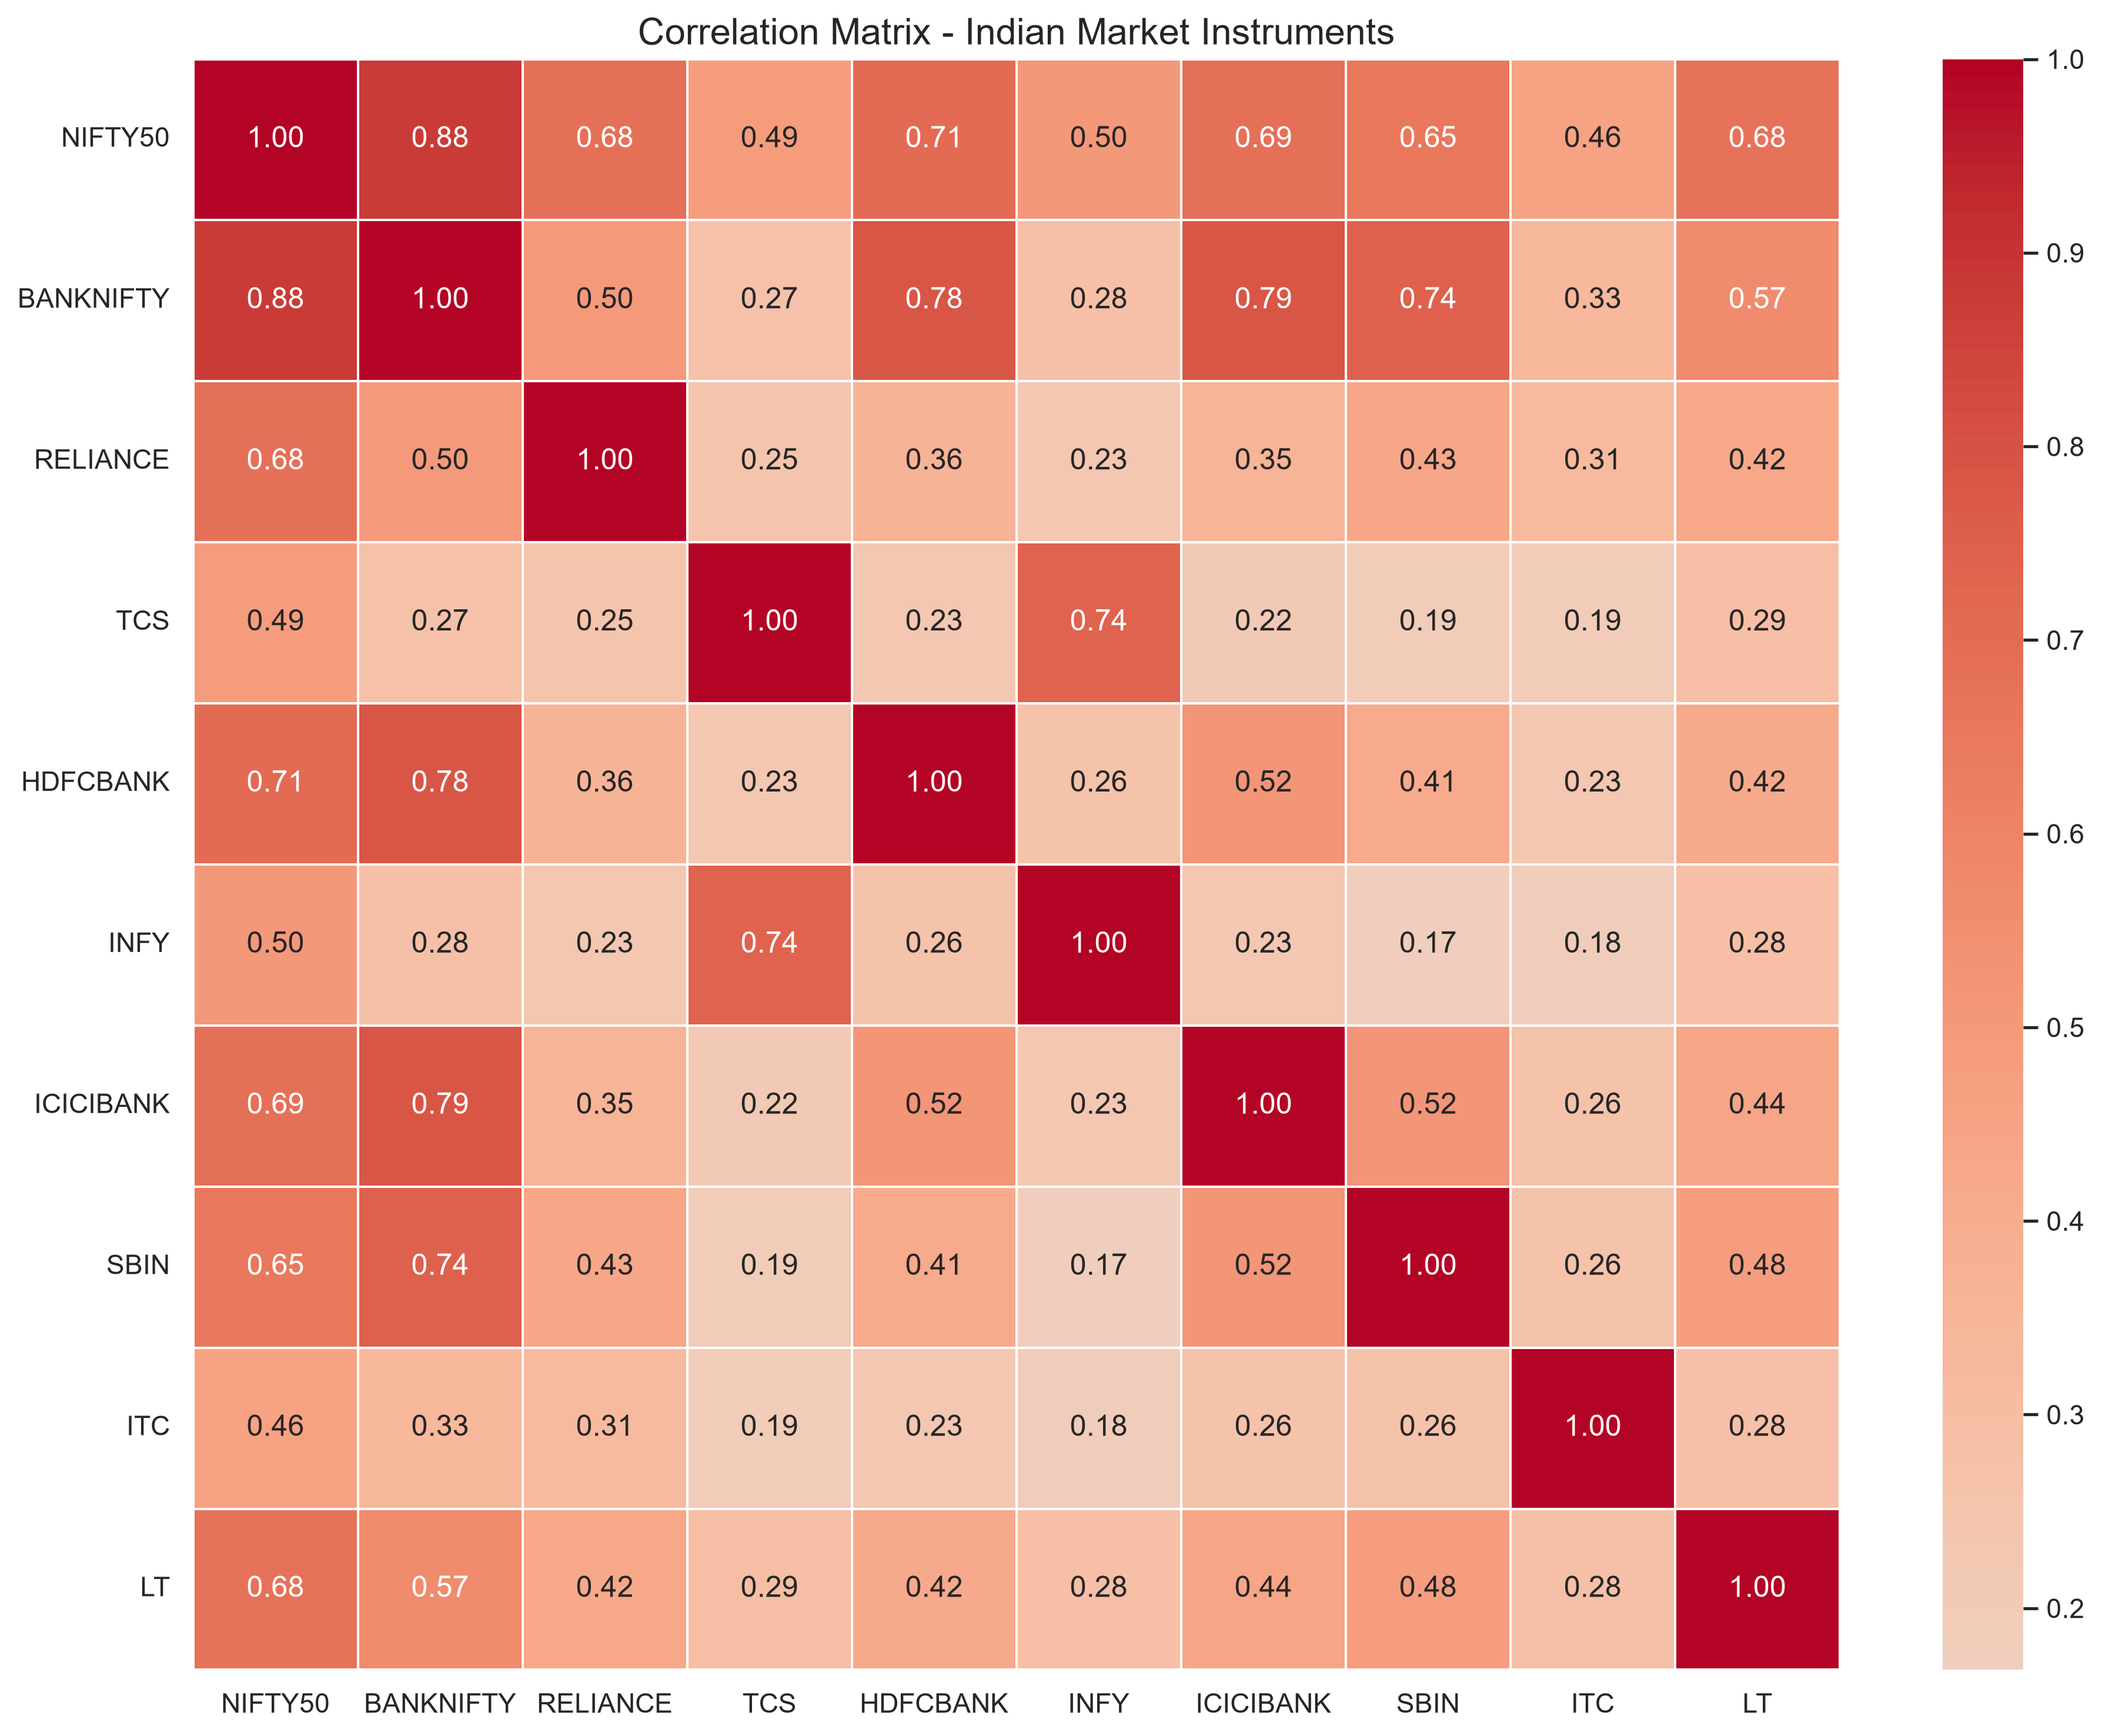 Correlation Matrix - Indian Market Instruments
NIFTY50 1.00 0.88 0.68 0.49 0.71 0.50 0.69 0.65 0.46 0.68
BANKNIFTY 0.88 1.00 0.50 0.27 0.78 0.28 0.79 0.74 0.33 0.57
RELIANCE 0.68 0.50 1.00 0.25 0.36 0.23 0.35 0.43 0.31 0.42
TCS 0.49 0.27 0.25 1.00 0.23 0.74 0.22 0.19 0.19 0.29
HDFCBANK 0.71 0.78 0.36 0.23 1.00 0.26 0.52 0.41 0.23 0.42
INFY 0.50 0.28 0.23 0.74 0.26 1.00 0.23 0.17 0.18 0.28
ICICIBANK 0.69 0.79 0.35 0.22 0.52 0.23 1.00 0.52 0.26 0.44
SBIN 0.65 0.74 0.43 0.19 0.41 0.17 0.52 1.00 0.26 0.48
ITC 0.46 0.33 0.31 0.19 0.23 0.18 0.26 0.26 1.00 0.28
LT 0.68 0.57 0.42 0.29 0.42 0.28 0.44 0.48 0.28 1.00
NIFTY50 BANKNIFTY RELIANCE TCS HDFCBANK INFY ICICIBANK SBIN ITC LT
1.0
0.9
0.8
0.7
0.6
0.5
0.4
0.3
0.2